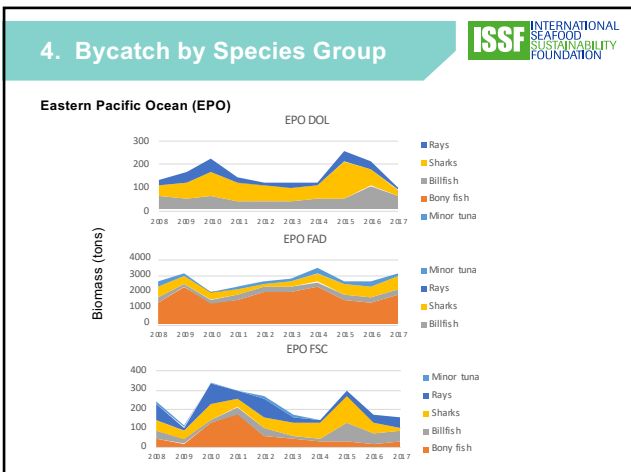 4. Bycatch by Species Group
ISSF INTERNATIONAL
SEAFOOD
SUSTAINABILITY
FOUNDATION
Eastern Pacific Ocean (EPO)
Biomass (tons)
EPO DOL
300
200
100
0
2008 2009 2010 2011 2012 2013 2014 2015 2016 2017
Rays
Sharks
Billfish
Bony fish
Minor tuna
EPO FAD
4000
3000
2000
1000
0
2008 2009 2010 2011 2012 2013 2014 2015 2016 2017
Minor tuna
Rays
Sharks
Billfish
Bony fish
EPO FSC
400
300
200
100
0
2008 2009 2010 2011 2012 2013 2014 2015 2016 2017
Minor tuna
Rays
Sharks
Billfish
Bony fish